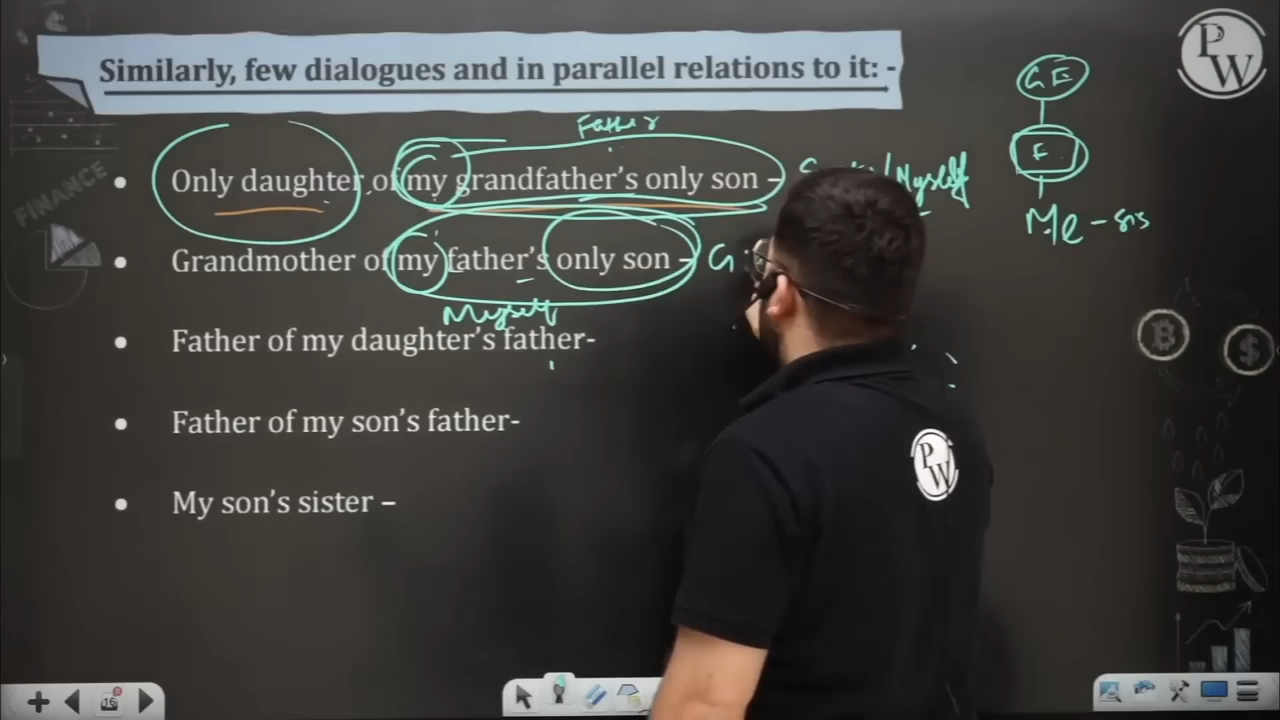 Similarly, few dialogues and in parallel relations to it: -
P
W
GF
F
Me - sis
Father
• Only daughter of my grandfather's only son - / Myself
• Grandmother of my father's only son - G
Myself
• Father of my daughter's father-
• Father of my son's father-
• My son's sister –
FINANCE
P
W